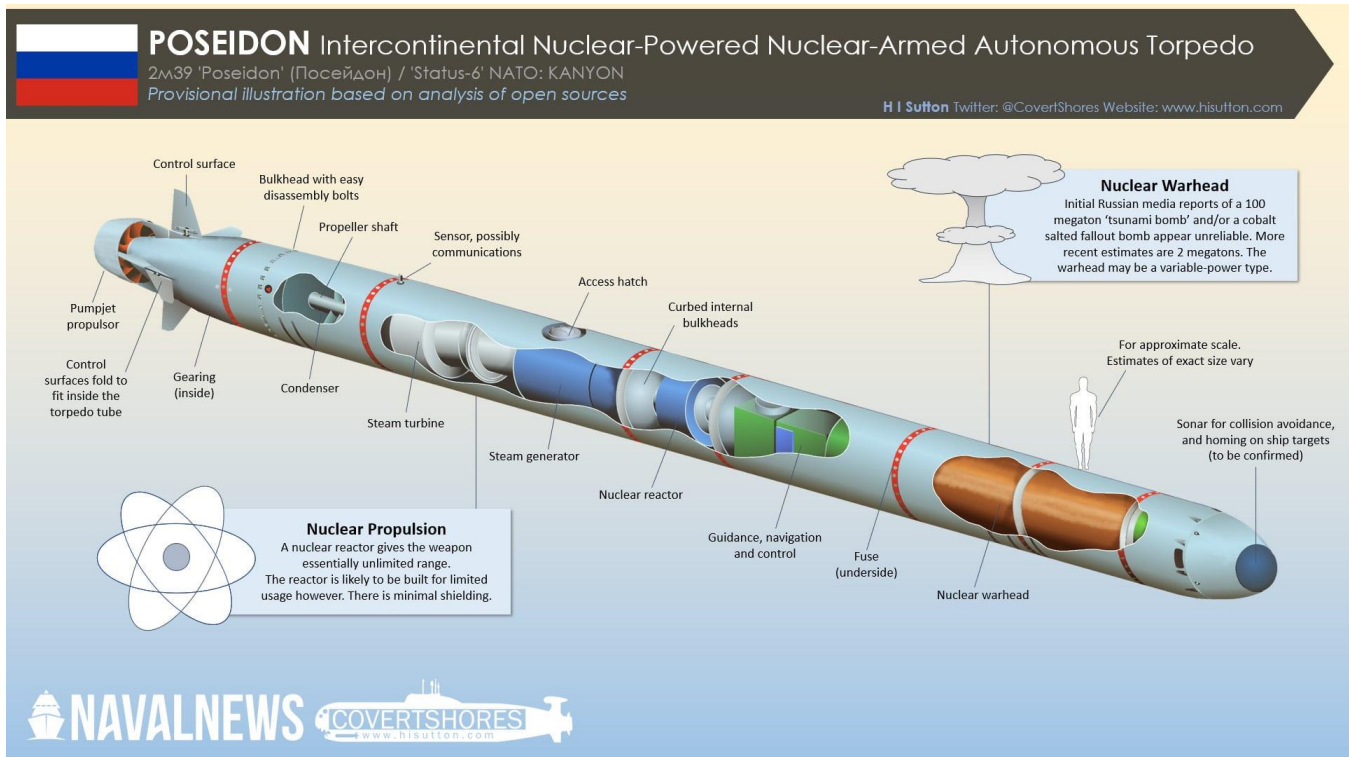 POSEIDON Intercontinental Nuclear-Powered Nuclear-Armed Autonomous Torpedo
2м39 'Poseidon' (Посейдон) / 'Status-6' NATO: KANYON
Provisional illustration based on analysis of open sources
H I Sutton Twitter: @CovertShores Website: www.hisutton.com
Control surface
Bulkhead with easy
disassembly bolts
Propeller shaft
Sensor, possibly
communications
Access hatch
Curbed internal
bulkheads
Nuclear Warhead
Initial Russian media reports of a 100
megaton ‘tsunami bomb’ and/or a cobalt
salted fallout bomb appear unreliable. More
recent estimates are 2 megatons. The
warhead may be a variable-power type.
For approximate scale.
Estimates of exact size vary
Sonar for collision avoidance,
and homing on ship targets
(to be confirmed)
Pumpjet
propulsor
Control
surfaces fold to
fit inside the
torpedo tube
Gearing
(inside)
Condenser
Steam turbine
Steam generator
Nuclear reactor
Guidance, navigation
and control
Fuse
(underside)
Nuclear warhead
Nuclear Propulsion
A nuclear reactor gives the weapon
essentially unlimited range.
The reactor is likely to be built for limited
usage however. There is minimal shielding.
NAVALNEWS
COVERTSHORES
www.hisutton.com